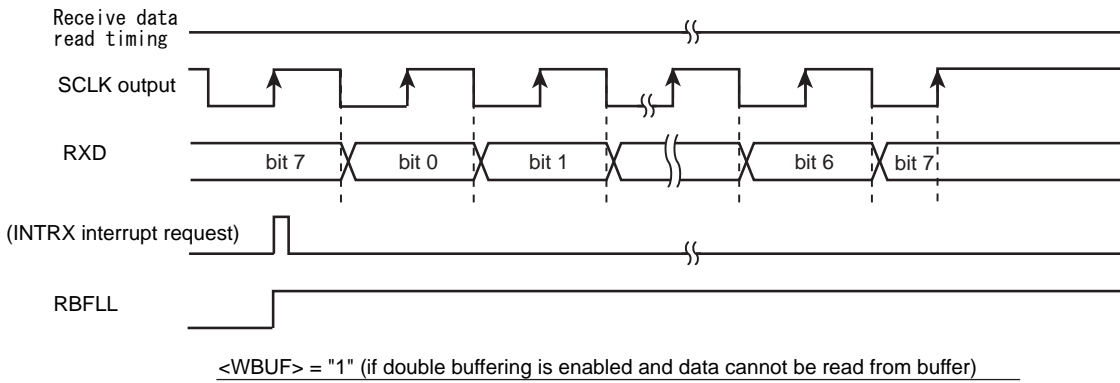 Receive data
read timing
SCLK output
RXD
bit 7
bit 0
bit 1
bit 6
bit 7
(INTRX interrupt request)
RBFLL
<WBUF> = "1" (if double buffering is enabled and data cannot be read from buffer)